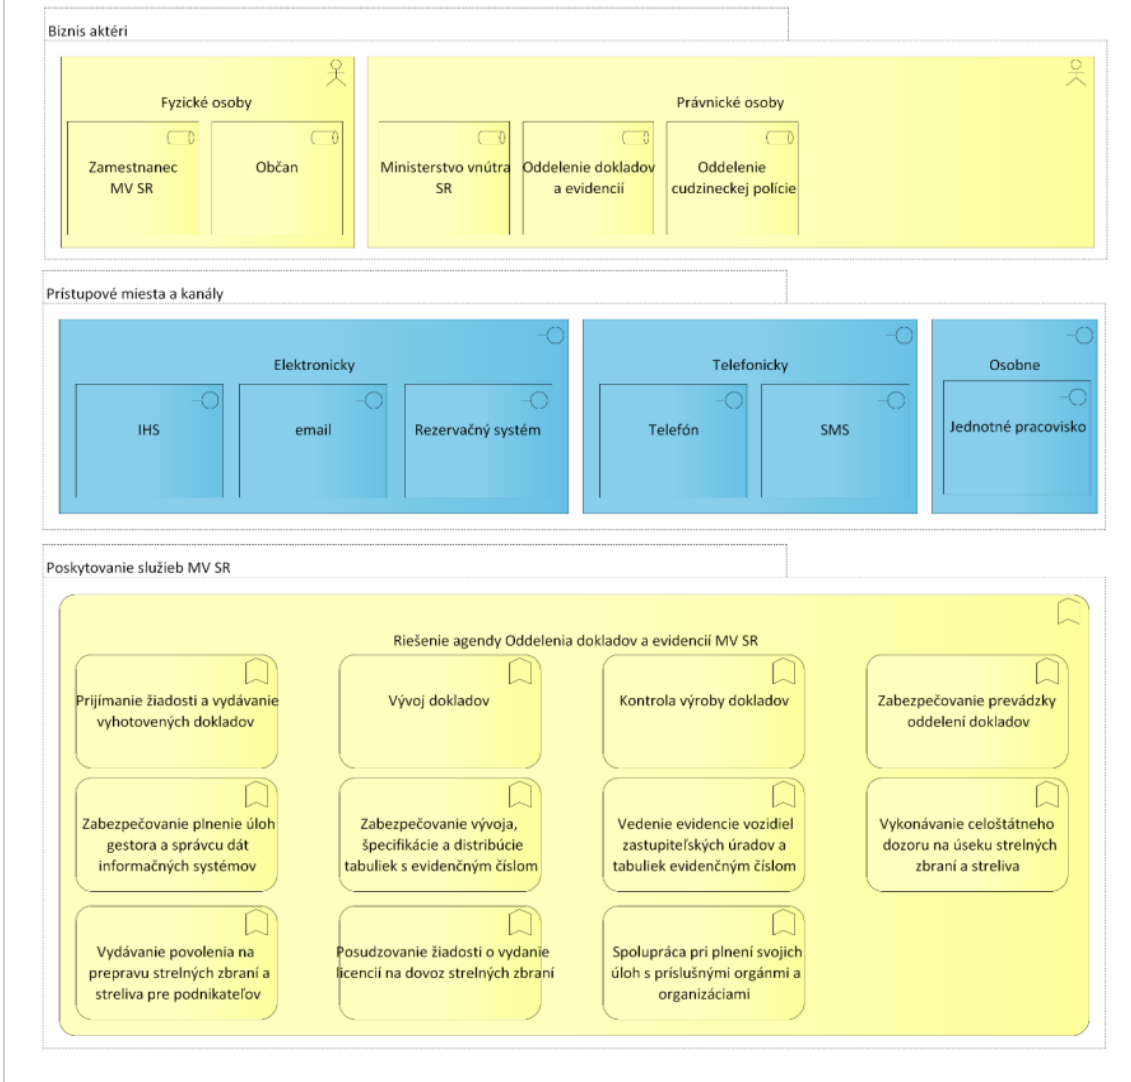 Biznis aktéri
Fyzické osoby
Zamestnanec
MV SR
Občan
Právnické osoby
Ministerstvo vnútra
SR
Oddelenie dokladov
a evidencií
Oddelenie
cudzineckej polície
Prístupové miesta a kanály
Elektronicky
IHS
email
Rezervačný systém
Telefonicky
Telefón
SMS
Osobne
Jednotné pracovisko
Poskytovanie služieb MV SR
Riešenie agendy Oddelenia dokladov a evidencií MV SR
Prijímanie žiadosti a vydávanie
vyhotovených dokladov
Vývoj dokladov
Kontrola výroby dokladov
Zabezpečovanie prevádzky
oddelení dokladov
Zabezpečovanie plnenie úloh
gestora a správcu dát
informačných systémov
Zabezpečovanie vývoja,
špecifikácie a distribúcie
tabuliek s evidenčným číslom
Vedenie evidencie vozidiel
zastupiteľských úradov a
tabuliek evidenčným číslom
Vykonávanie celoštátneho
dozoru na úseku strelných
zbraní a streliva
Vydávanie povolenia na
prepravu strelných zbraní a
streliva pre podnikateľov
Posudzovanie žiadosti o vydanie
licencií na dovoz strelných zbraní
Spolupráca pri plnení svojich
úloh s príslušnými orgánmi a
organizáciami